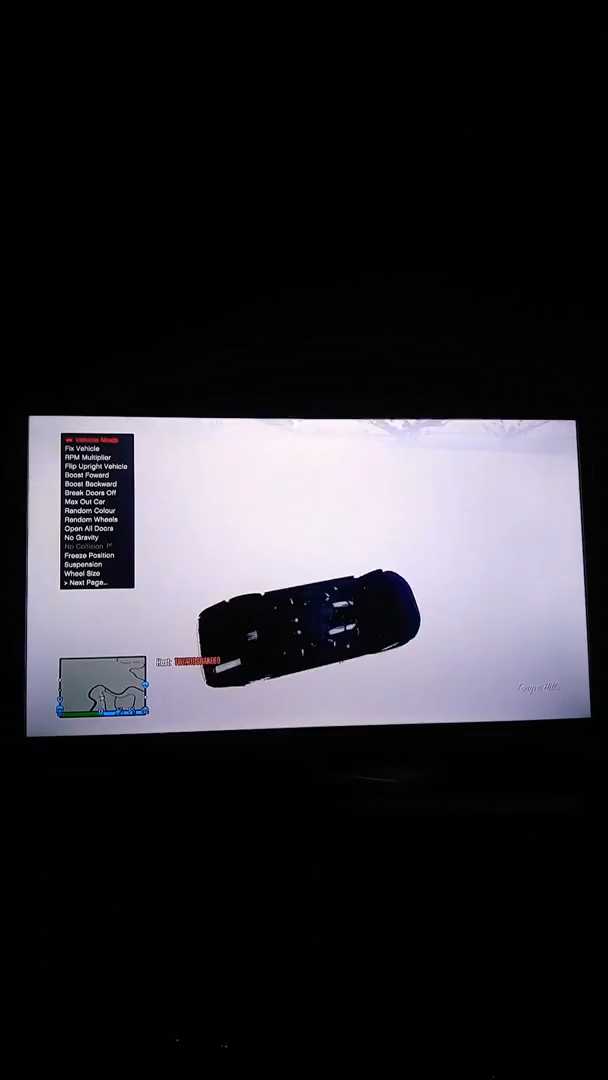 Vehicle Mods
Fix Vehicle
RPM Multiplier
Flip Upright Vehicle
Boost Foward
Boost Backward
Break Doors Off
Max Out Car
Random Colour
Random Wheels
Open All Doors
No Gravity
No Collision
Freeze Position
Suspension
Wheel Size
> Next Page...
Host:
Tongva Hills